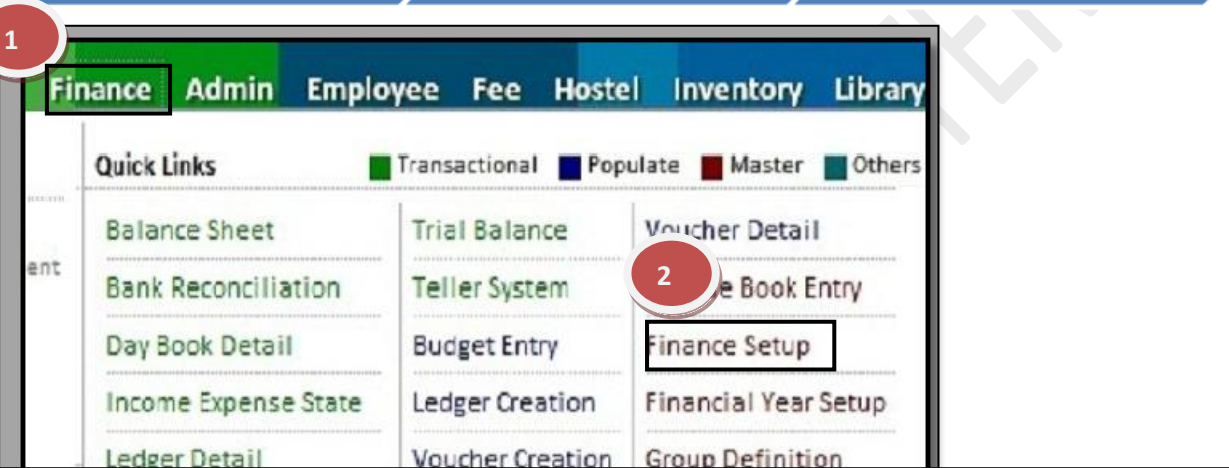 1
Finance Admin Employee Fee Hostel Inventory Library
Quick Links Transactional Populate Master Others
Balance Sheet Trial Balance Voucher Detail
ent
2
Bank Reconciliation Teller System e Book Entry
Day Book Detail Budget Entry Finance Setup
Income Expense State Ledger Creation Financial Year Setup
Ledger Detail Voucher Creation Group Definition